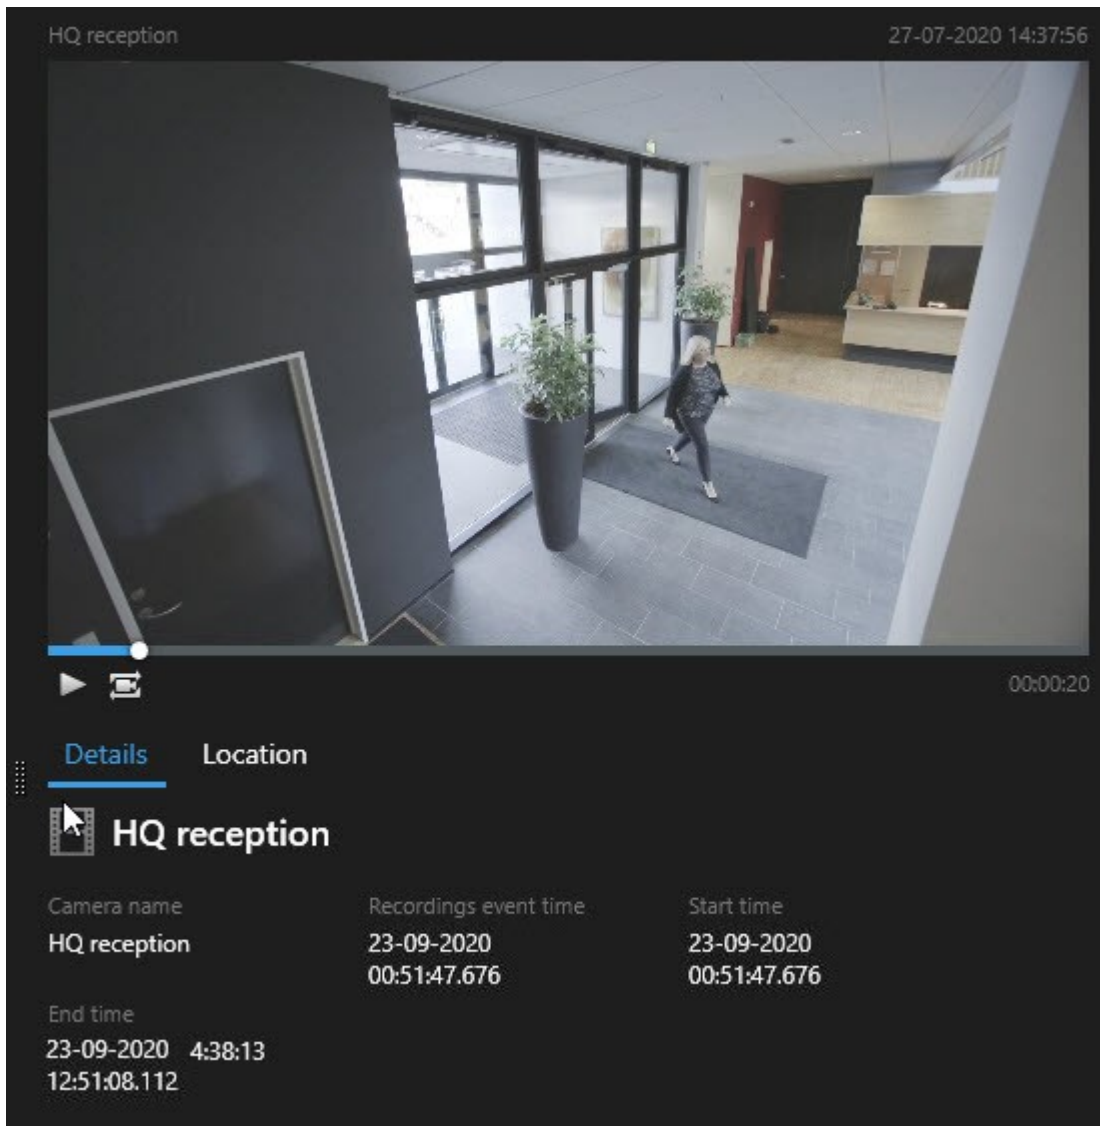 HQ reception 27-07-2020 14:37:56
00:00:20
Details Location
HQ reception
Camera name Recordings event time Start time
HQ reception 23-09-2020 23-09-2020
00:51:47.676 00:51:47.676
End time
23-09-2020 4:38:13
12:51:08.112